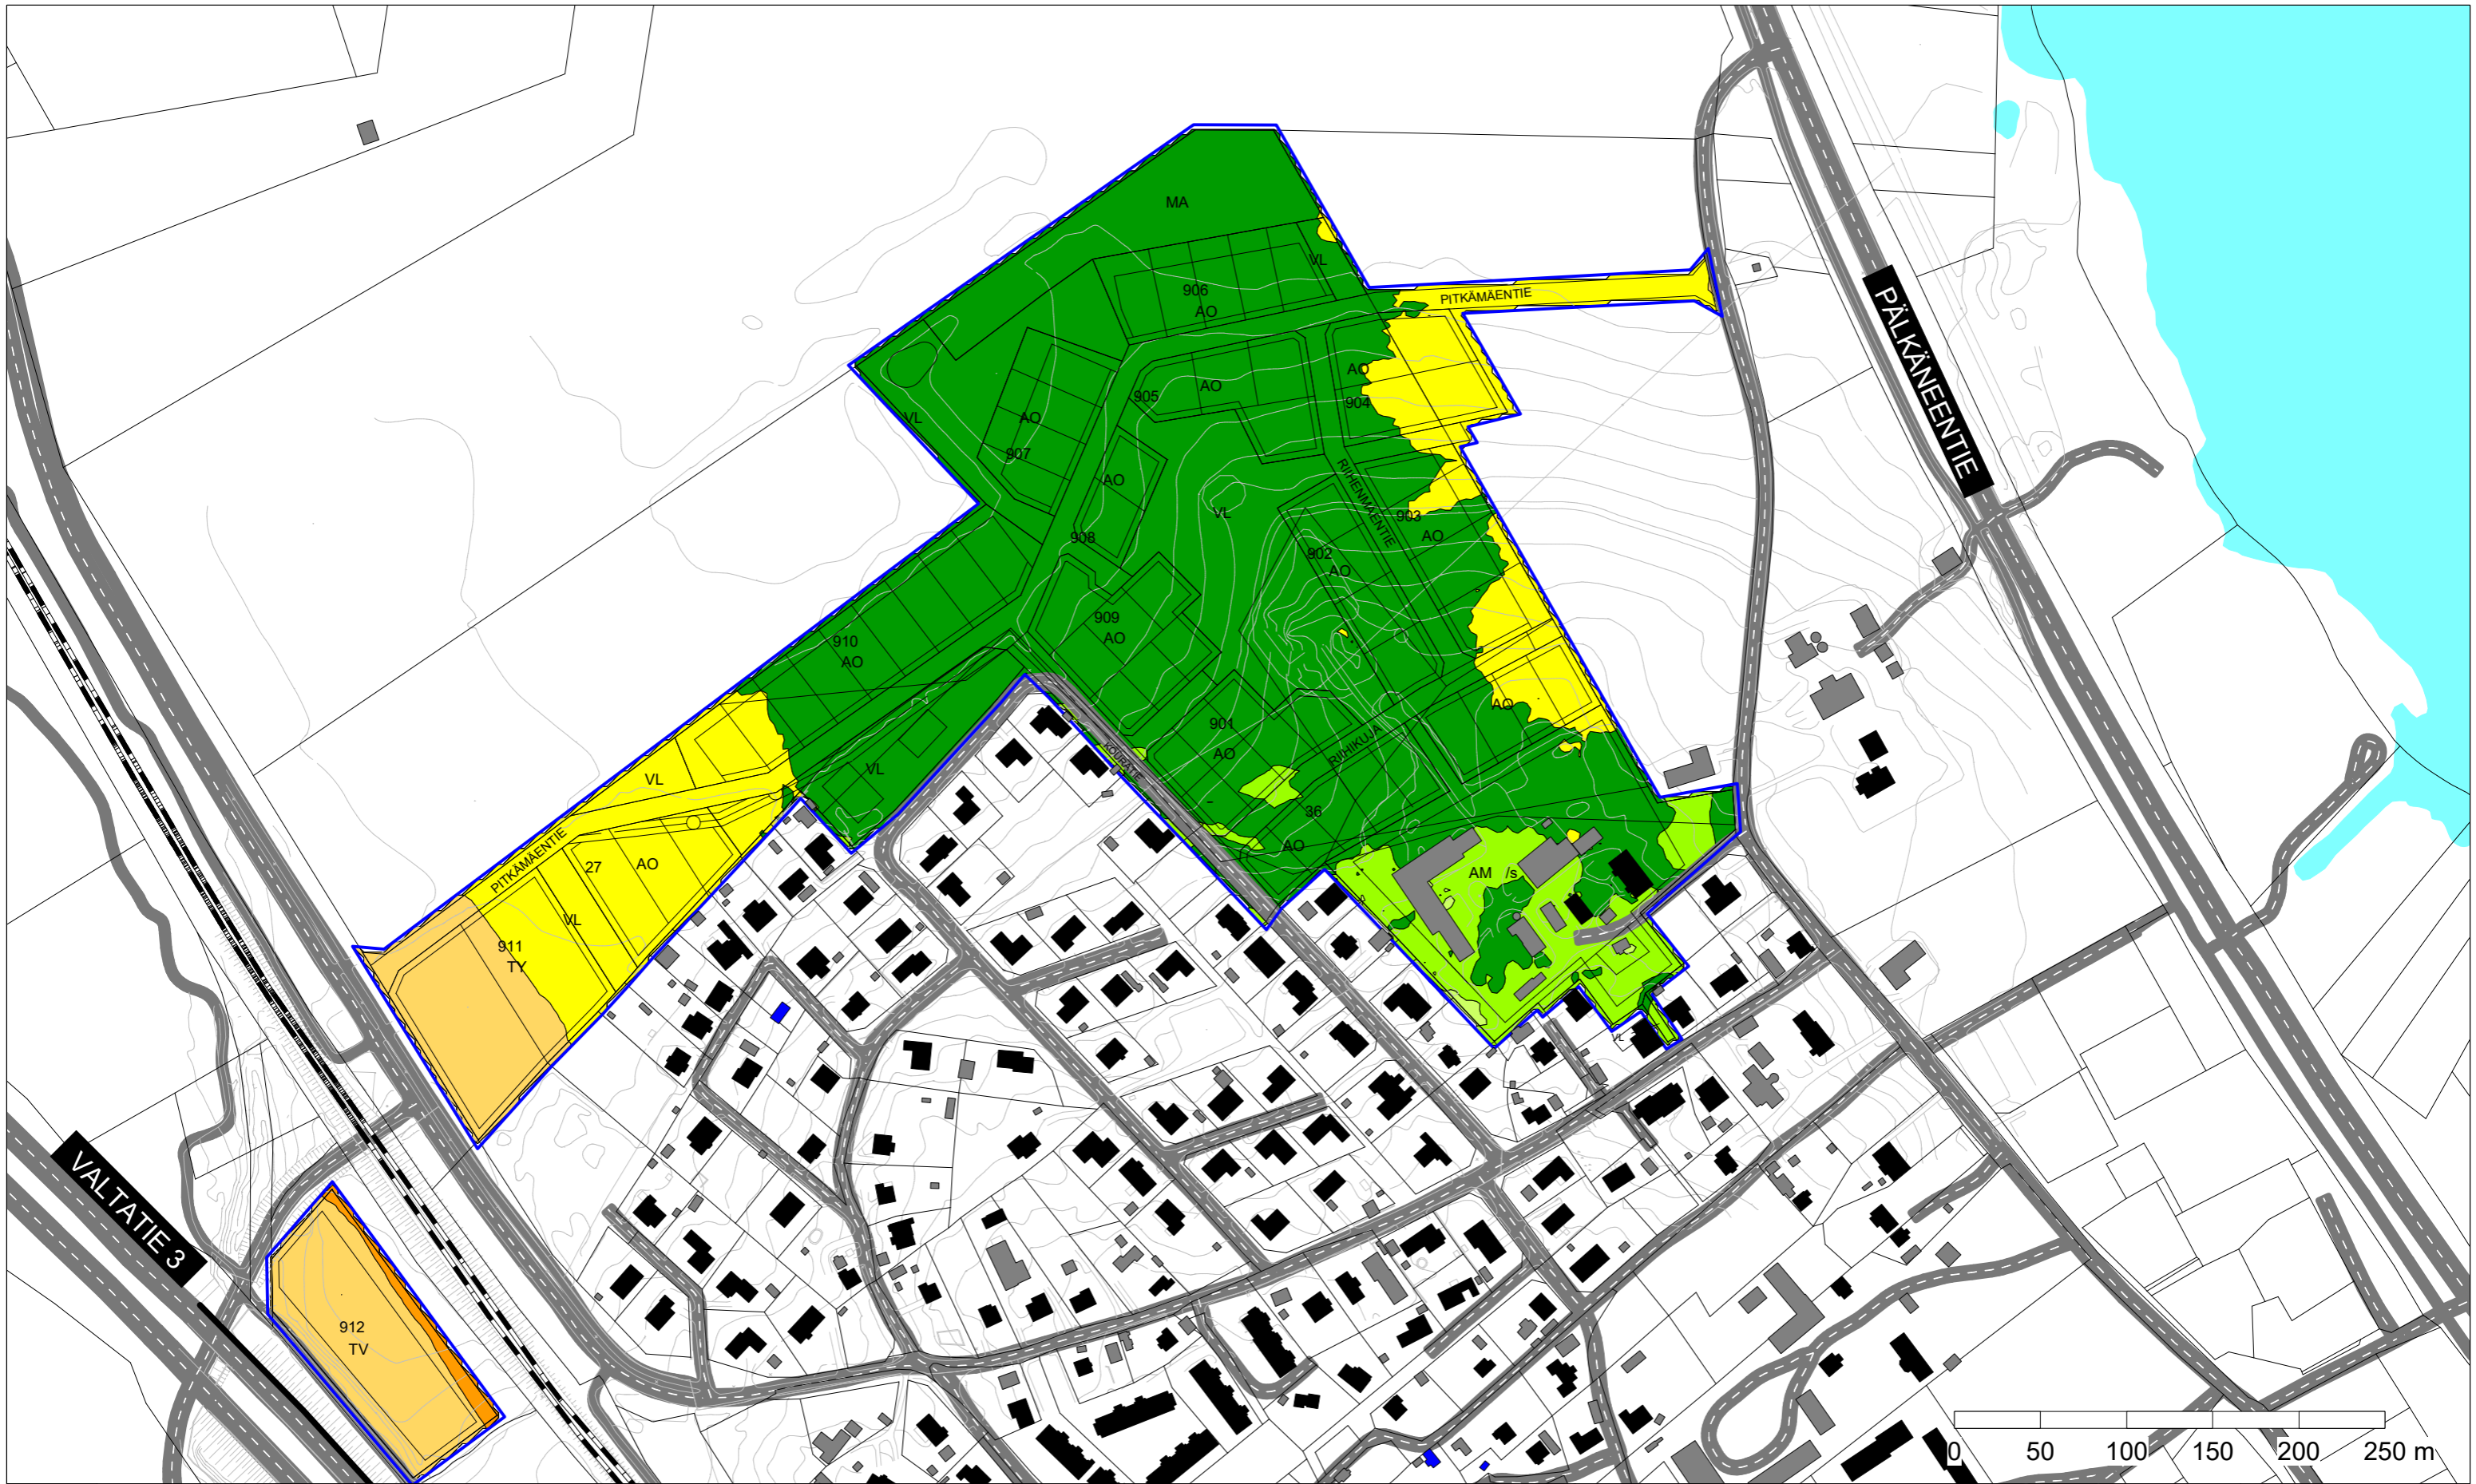 MA
VL
906
AO
PITKÄMÄENTIE
PÄLKÄNEENTIE
AO
905
AO
904
VL
AO
907
AO
RIIHENMÄENTIE
VL
903
AO
908
902
AO
909
AO
910
AO
901
AO
AO
KOURATIE
RIIHIKUJA
VL
VL
36
AO
PITKÄMÄENTIE
27
AO
AM /s
VL
911
TY
VL
VALTATIE 3
912
TV
0 50 100 150 200 250 m